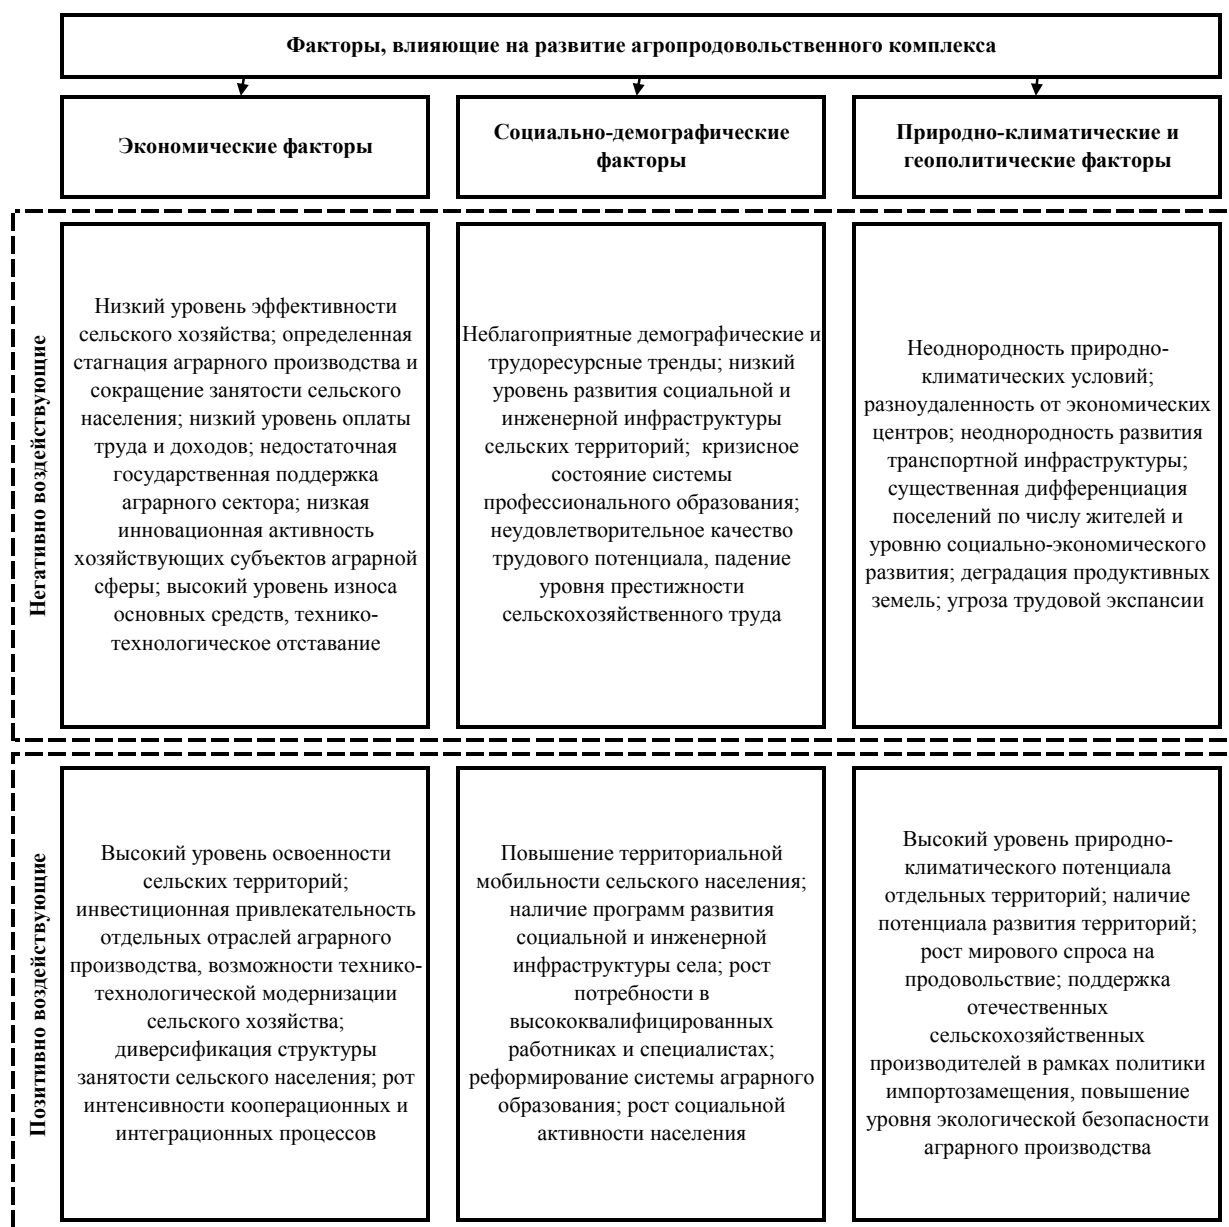 Факторы, влияющие на развитие агропродовольственного комплекса
Экономические факторы
Социально-демографические
факторы
Природно-климатические и
геополитические факторы
Негативно воздействующие
Низкий уровень эффективности
сельского хозяйства; определенная
стагнация аграрного производства и
сокращение занятости сельского
населения; низкий уровень оплаты
труда и доходов; недостаточная
государственная поддержка
аграрного сектора; низкая
инновационная активность
хозяйствующих субъектов аграрной
сферы; высокий уровень износа
основных средств, технико-
технологическое отставание
Неблагоприятные демографические и
трудоресурсные тренды; низкий
уровень развития социальной и
инженерной инфраструктуры
сельских территорий;  кризисное
состояние системы
профессионального образования;
неудовлетворительное качество
трудового потенциала, падение
уровня престижности
сельскохозяйственного труда
Неоднородность природно-
климатических условий;
разноудаленность от экономических
центров; неоднородность развития
транспортной инфраструктуры;
существенная дифференциация
поселений по числу жителей и
уровню социально-экономического
развития; деградация продуктивных
земель; угроза трудовой экспансии
Позитивно воздействующие
Высокий уровень освоенности
сельских территорий;
инвестиционная привлекательность
отдельных отраслей аграрного
производства, возможности технико-
технологической модернизации
сельского хозяйства;
диверсификация структуры
занятости сельского населения; рот
интенсивности кооперационных и
интеграционных процессов
Повышение территориальной
мобильности сельского населения;
наличие программ развития
социальной и инженерной
инфраструктуры села; рост
потребности в
высококвалифицированных
работниках и специалистах;
реформирование системы аграрного
образования; рост социальной
активности населения
Высокий уровень природно-
климатического потенциала
отдельных территорий; наличие
потенциала развития территорий;
рост мирового спроса на
продовольствие; поддержка
отечественных
сельскохозяйственных
производителей в рамках политики
импортозамещения, повышение
уровня экологической безопасности
аграрного производства